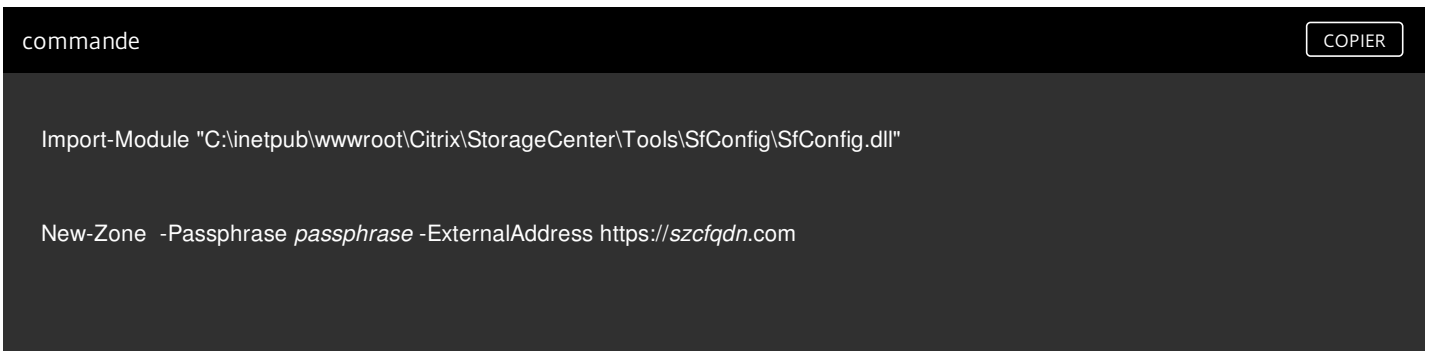 commande
COPIER
Import-Module "C:\inetpub\wwwroot\Citrix\StorageCenter\Tools\SfConfig\SfConfig.dll"
New-Zone  -Passphrase passphrase -ExternalAddress https://szcfqdn.com